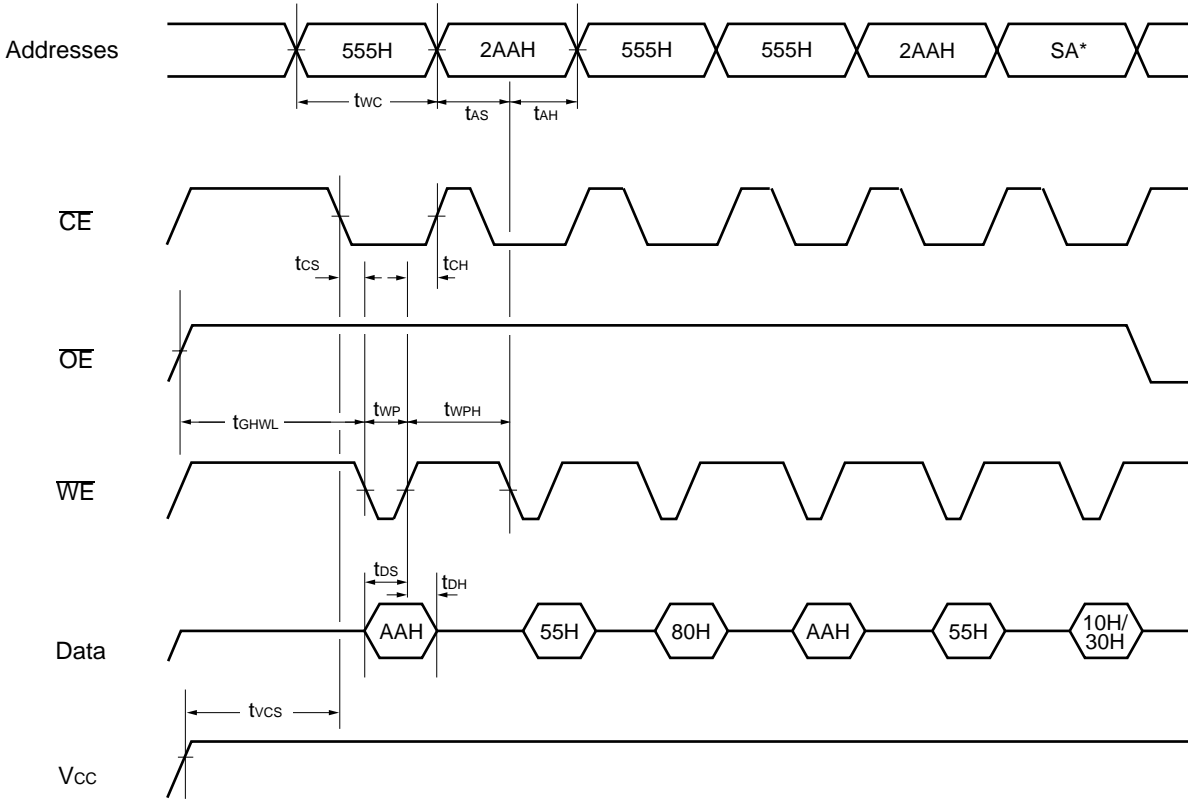 Addresses 555H 2AAH 555H 555H 2AAH SA*
tWC tAS tAH
CE
tCS tCH
OE
tGHWL tWP tWPH
WE
tDS tDH
Data AAH 55H 80H AAH 55H 10H/
30H
tVCS
VCC